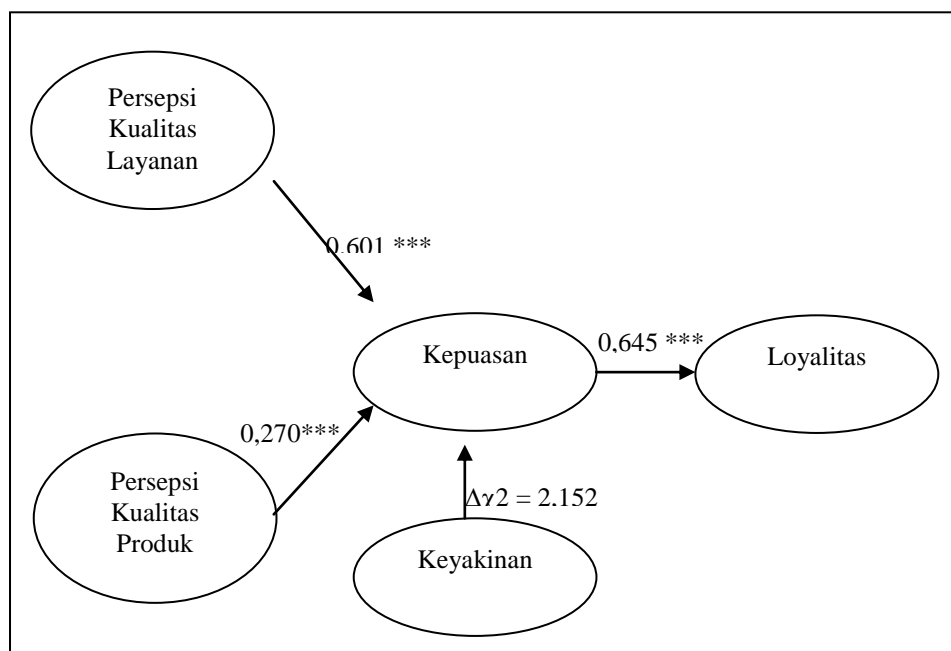 Persepsi
Kualitas
Layanan
0,601 ***
Kepuasan
0,645 ***
Loyalitas
0,270***
Persepsi
Kualitas
Produk
Δχ2 = 2,152
Keyakinan